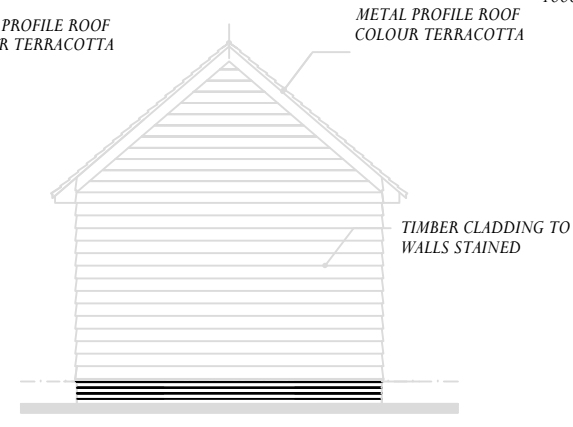 PROFILE ROOF
TERRACOTTA
METAL PROFILE ROOF
COLOUR TERRACOTTA
TIMBER CLADDING TO
WALLS STAINED